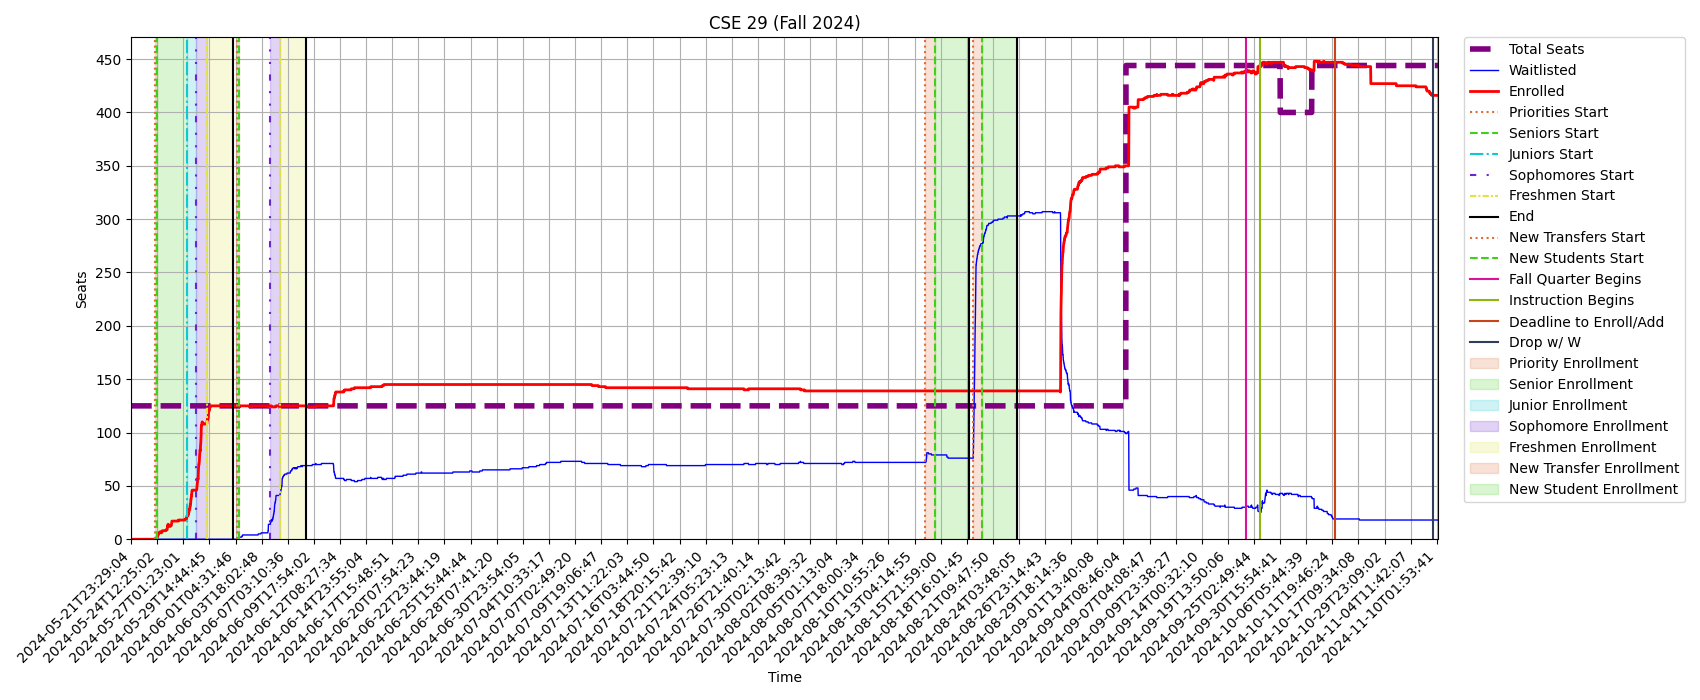 CSE 29 (Fall 2024)
Seats
450
400
350
300
250
200
150
100
50
0
2024-05-21T23:29:04
2024-05-24T12:25:02
2024-05-27T01:23:01
2024-05-29T14:44:45
2024-06-01T04:31:46
2024-06-03T18:02:48
2024-06-07T03:10:36
2024-06-09T17:54:02
2024-06-12T08:27:34
2024-06-14T23:55:04
2024-06-17T15:48:51
2024-06-20T07:54:23
2024-06-22T23:44:19
2024-06-25T15:44:44
2024-06-28T07:41:20
2024-06-30T23:54:05
2024-07-04T10:33:17
2024-07-07T02:49:20
2024-07-09T19:06:47
2024-07-13T11:22:03
2024-07-16T03:44:50
2024-07-18T20:15:42
2024-07-21T12:39:10
2024-07-24T05:23:13
2024-07-26T21:40:14
2024-07-30T02:13:42
2024-08-02T08:39:32
2024-08-05T01:13:04
2024-08-07T18:00:34
2024-08-10T10:55:26
2024-08-13T04:14:55
2024-08-15T21:59:00
2024-08-18T16:01:45
2024-08-21T09:47:50
2024-08-24T03:48:05
2024-08-26T23:14:43
2024-08-29T18:14:36
2024-09-01T13:40:08
2024-09-04T08:46:04
2024-09-07T04:08:47
2024-09-09T23:38:27
2024-09-14T00:32:10
2024-09-19T13:50:06
2024-09-25T02:49:44
2024-09-30T15:54:41
2024-10-06T05:44:39
2024-10-11T19:46:24
2024-10-17T09:34:08
2024-10-29T23:09:02
2024-11-04T11:42:07
2024-11-10T01:53:41
Time
Total Seats
Waitlisted
Enrolled
Priorities Start
Seniors Start
Juniors Start
Sophomores Start
Freshmen Start
End
New Transfers Start
New Students Start
Fall Quarter Begins
Instruction Begins
Deadline to Enroll/Add
Drop w/ W
Priority Enrollment
Senior Enrollment
Junior Enrollment
Sophomore Enrollment
Freshmen Enrollment
New Transfer Enrollment
New Student Enrollment